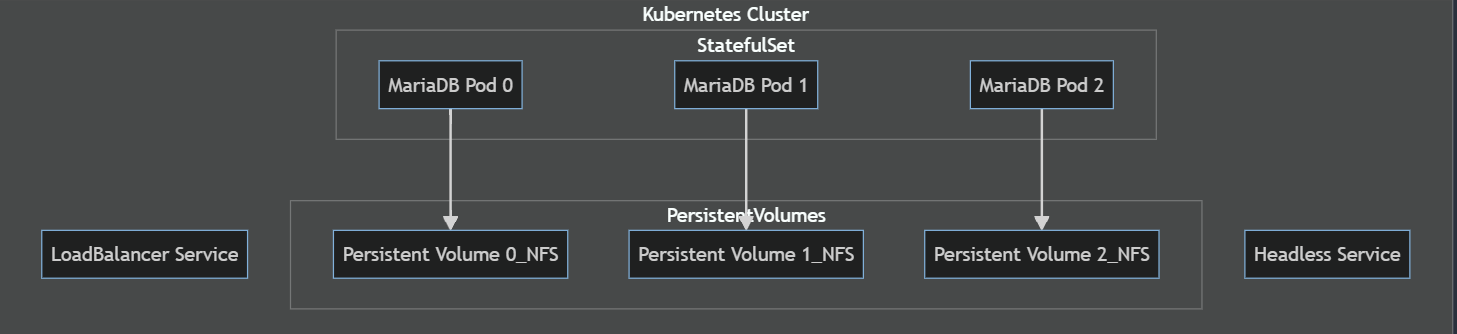 Kubernetes Cluster
StatefulSet
MariaDB Pod 0
MariaDB Pod 1
MariaDB Pod 2
PersistentVolumes
LoadBalancer Service
Persistent Volume 0_NFS
Persistent Volume 1_NFS
Persistent Volume 2_NFS
Headless Service